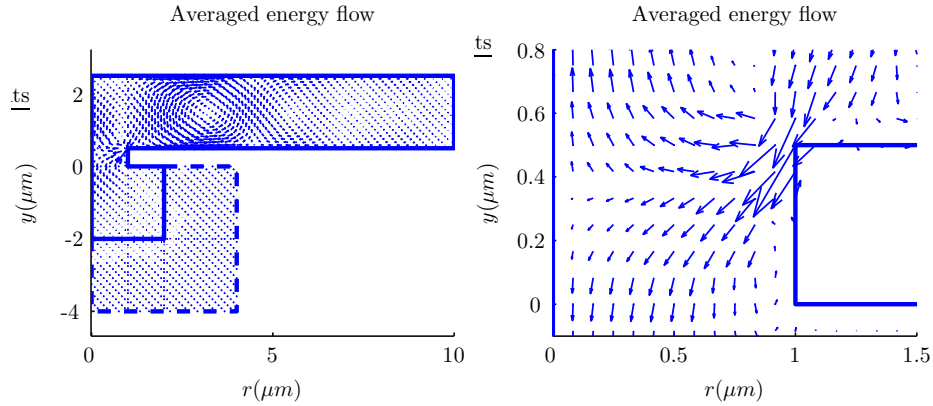 Averaged energy flow
ts
2
0
-2
-4
y(μm)
0
5
10
r(μm)
Averaged energy flow
ts
0.8
0.6
0.4
0.2
0
y(μm)
0
0.5
1
1.5
r(μm)